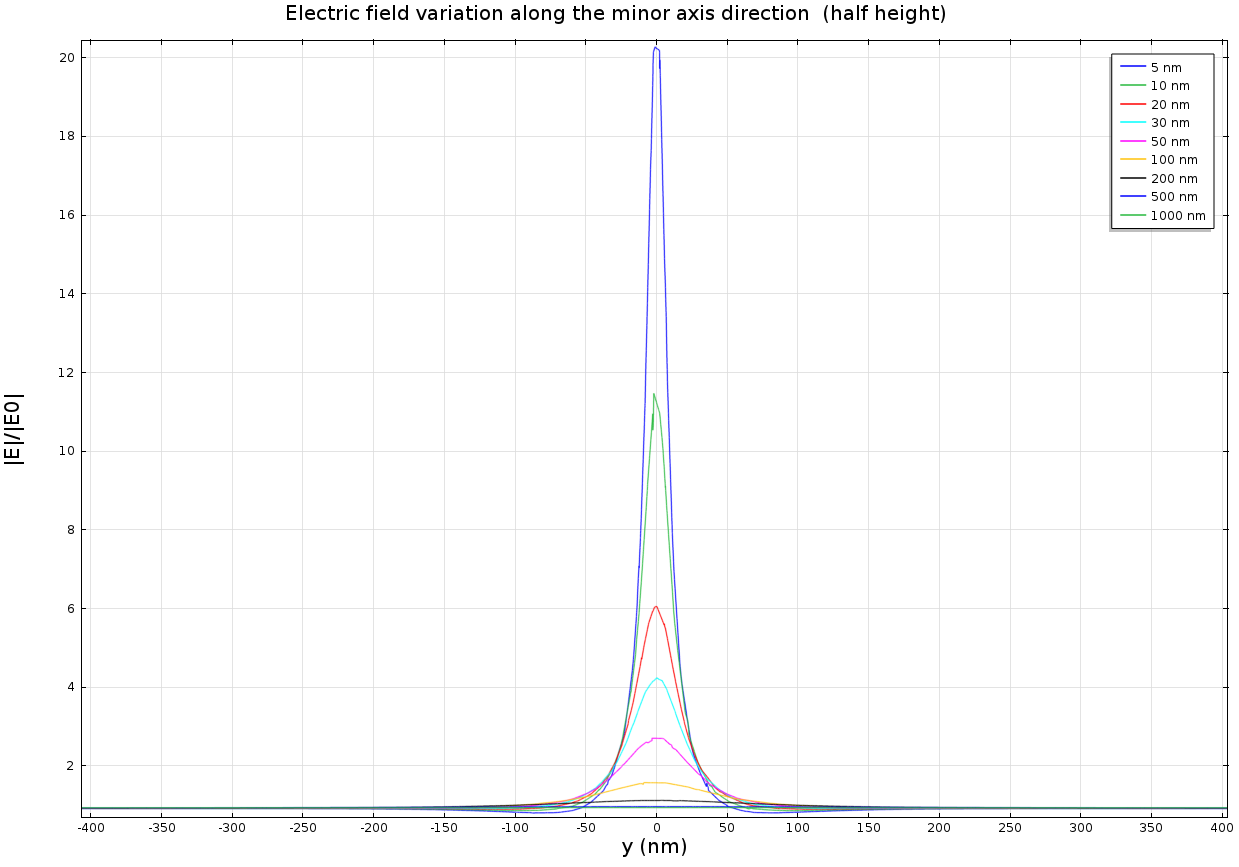 Electric field variation along the minor axis direction  (half height)
20
18
16
14
12
10
8
6
4
2
|E|/|E0|
5 nm
10 nm
20 nm
30 nm
50 nm
100 nm
200 nm
500 nm
1000 nm
-400 -350 -300 -250 -200 -150 -100 -50 0 50 100 150 200 250 300 350 400
y (nm)